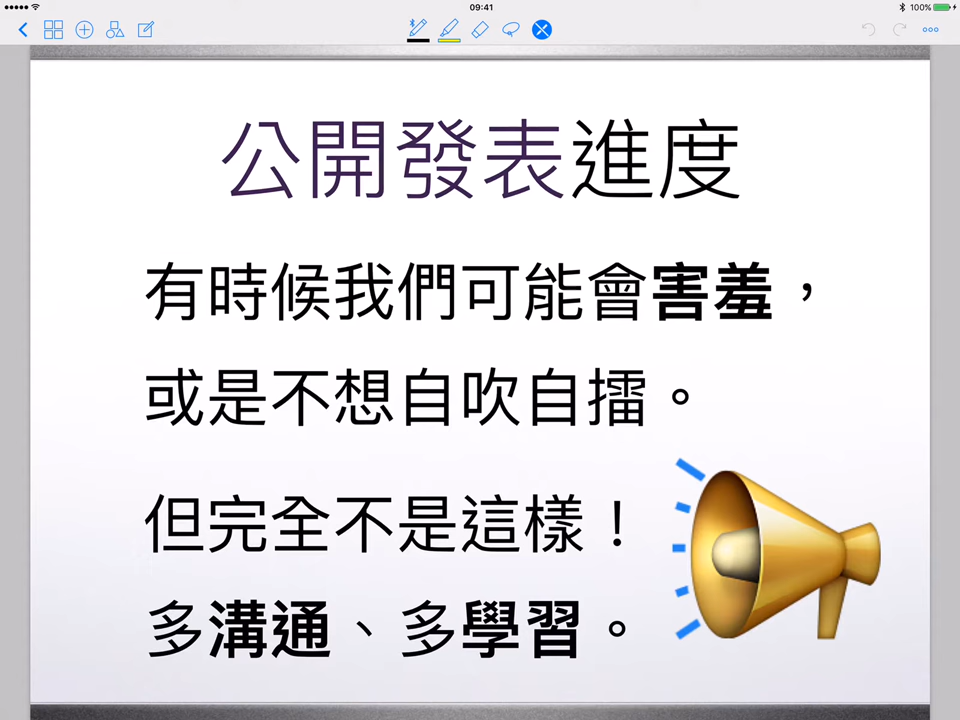 09:41
100%
公開發表進度
有時候我們可能會害羞，
或是不想自吹自擂。
但完全不是這樣！
多溝通、多學習。